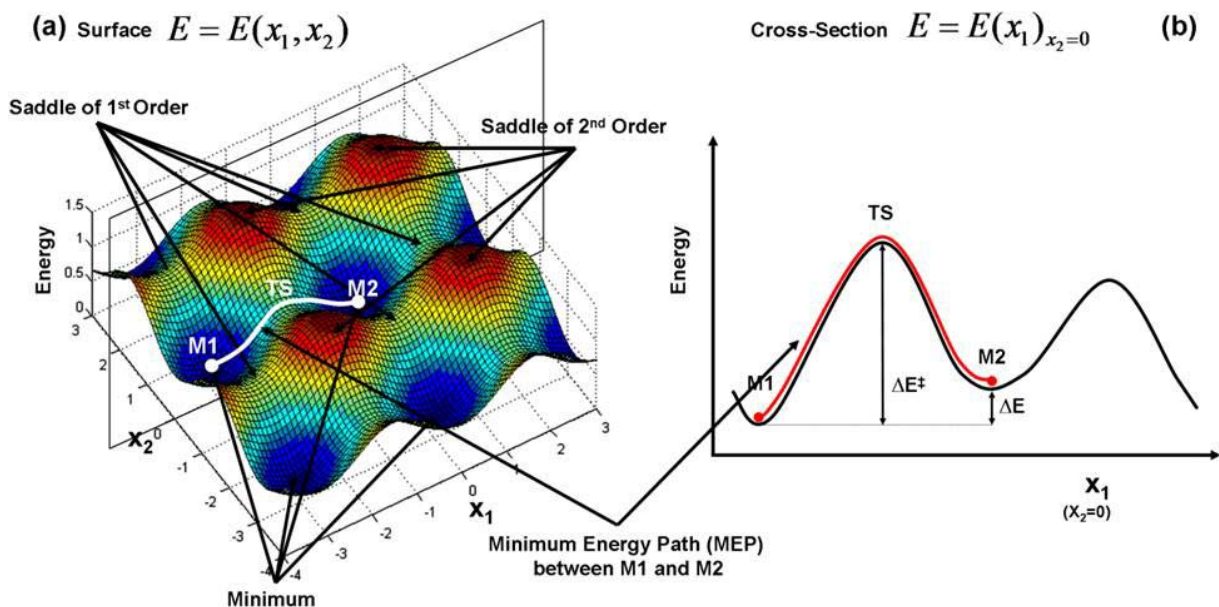 (a) Surface E = E(x₁, x₂)
Cross-Section E = E(x₁)ₓ₂₌₀ (b)
Saddle of 1st Order
Saddle of 2nd Order
Energy
1.5
1
0.5
0
3
2
1
0
-1
-2
-3
-4
x₂
-4
-3
-2
-1
0
1
2
3
x₁
M1
TS
M2
Minimum
Minimum Energy Path (MEP)
between M1 and M2
Energy
TS
M1
M2
ΔE‡
ΔE
x₁
(X₂=0)